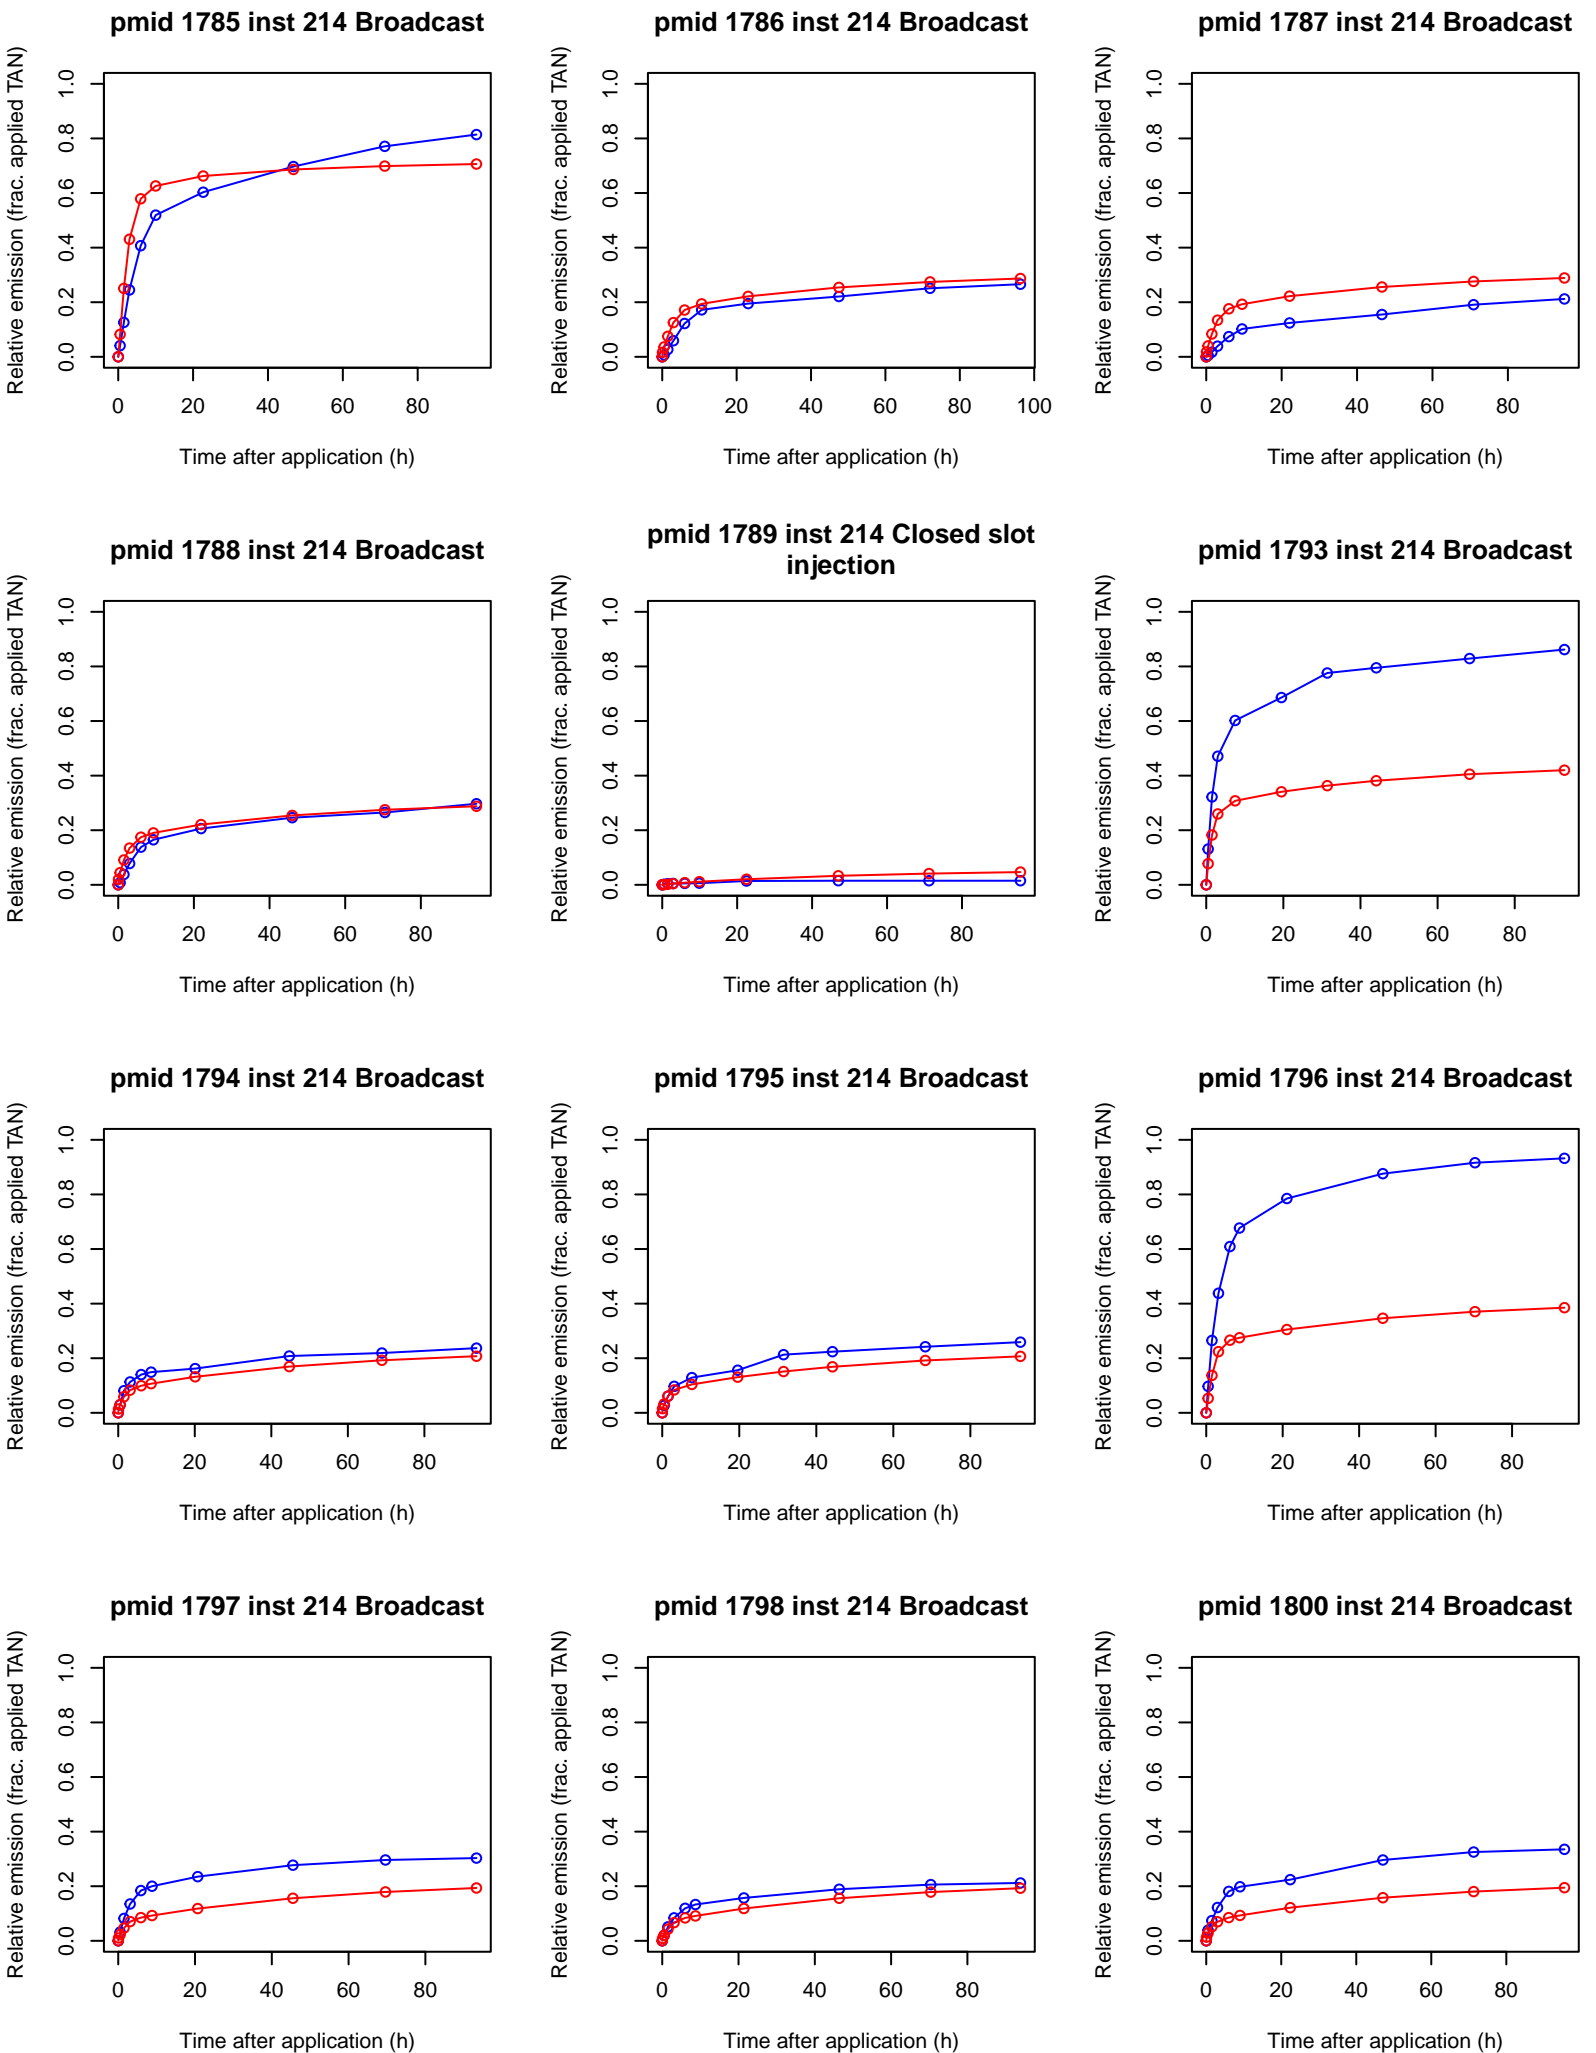 pmid 1785 inst 214 Broadcast
Relative emission (frac. applied TAN)
0.0 0.2 0.4 0.6 0.8 1.0
0 20 40 60 80
Time after application (h)
pmid 1786 inst 214 Broadcast
Relative emission (frac. applied TAN)
0.0 0.2 0.4 0.6 0.8 1.0
0 20 40 60 80 100
Time after application (h)
pmid 1787 inst 214 Broadcast
Relative emission (frac. applied TAN)
0.0 0.2 0.4 0.6 0.8 1.0
0 20 40 60 80
Time after application (h)
pmid 1788 inst 214 Broadcast
Relative emission (frac. applied TAN)
0.0 0.2 0.4 0.6 0.8 1.0
0 20 40 60 80
Time after application (h)
pmid 1789 inst 214 Closed slot
injection
Relative emission (frac. applied TAN)
0.0 0.2 0.4 0.6 0.8 1.0
0 20 40 60 80
Time after application (h)
pmid 1793 inst 214 Broadcast
Relative emission (frac. applied TAN)
0.0 0.2 0.4 0.6 0.8 1.0
0 20 40 60 80
Time after application (h)
pmid 1794 inst 214 Broadcast
Relative emission (frac. applied TAN)
0.0 0.2 0.4 0.6 0.8 1.0
0 20 40 60 80
Time after application (h)
pmid 1795 inst 214 Broadcast
Relative emission (frac. applied TAN)
0.0 0.2 0.4 0.6 0.8 1.0
0 20 40 60 80
Time after application (h)
pmid 1796 inst 214 Broadcast
Relative emission (frac. applied TAN)
0.0 0.2 0.4 0.6 0.8 1.0
0 20 40 60 80
Time after application (h)
pmid 1797 inst 214 Broadcast
Relative emission (frac. applied TAN)
0.0 0.2 0.4 0.6 0.8 1.0
0 20 40 60 80
Time after application (h)
pmid 1798 inst 214 Broadcast
Relative emission (frac. applied TAN)
0.0 0.2 0.4 0.6 0.8 1.0
0 20 40 60 80
Time after application (h)
pmid 1800 inst 214 Broadcast
Relative emission (frac. applied TAN)
0.0 0.2 0.4 0.6 0.8 1.0
0 20 40 60 80
Time after application (h)